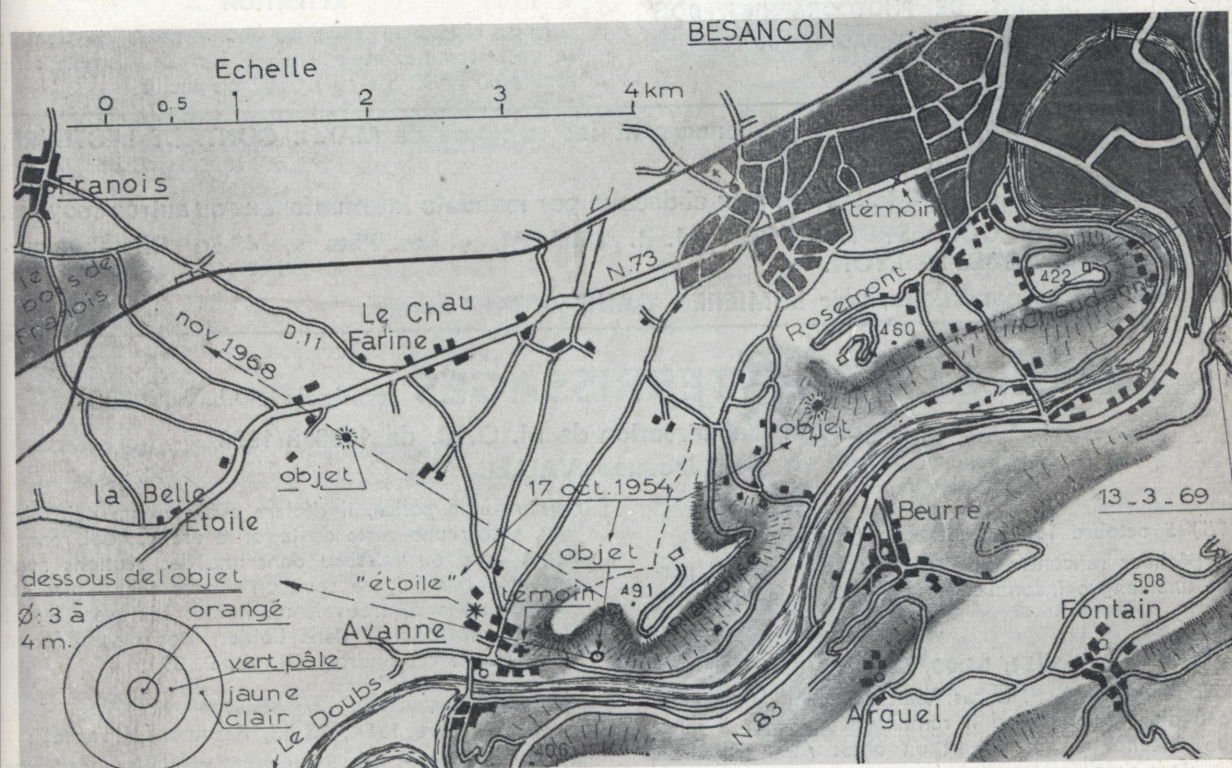 BESANÇON
Echelle
0 0.5 1 2 3 4 km
Franois
le bois de Franois
témoin
N.73
Le Chau
Farine
D.11
nov 1968
Rosemont
460
422
Chaudanne
objet
objet
17 oct. 1954
la Belle
Etoile
Beurre
13_3_69
objet
"étoile"
témoin
491
508
Fontain
dessous de l'objet
Ø: 3 à
4 m.
orangé
vert pâle
jaune
clair
Avanne
Le Doubs
N 83
Arguel